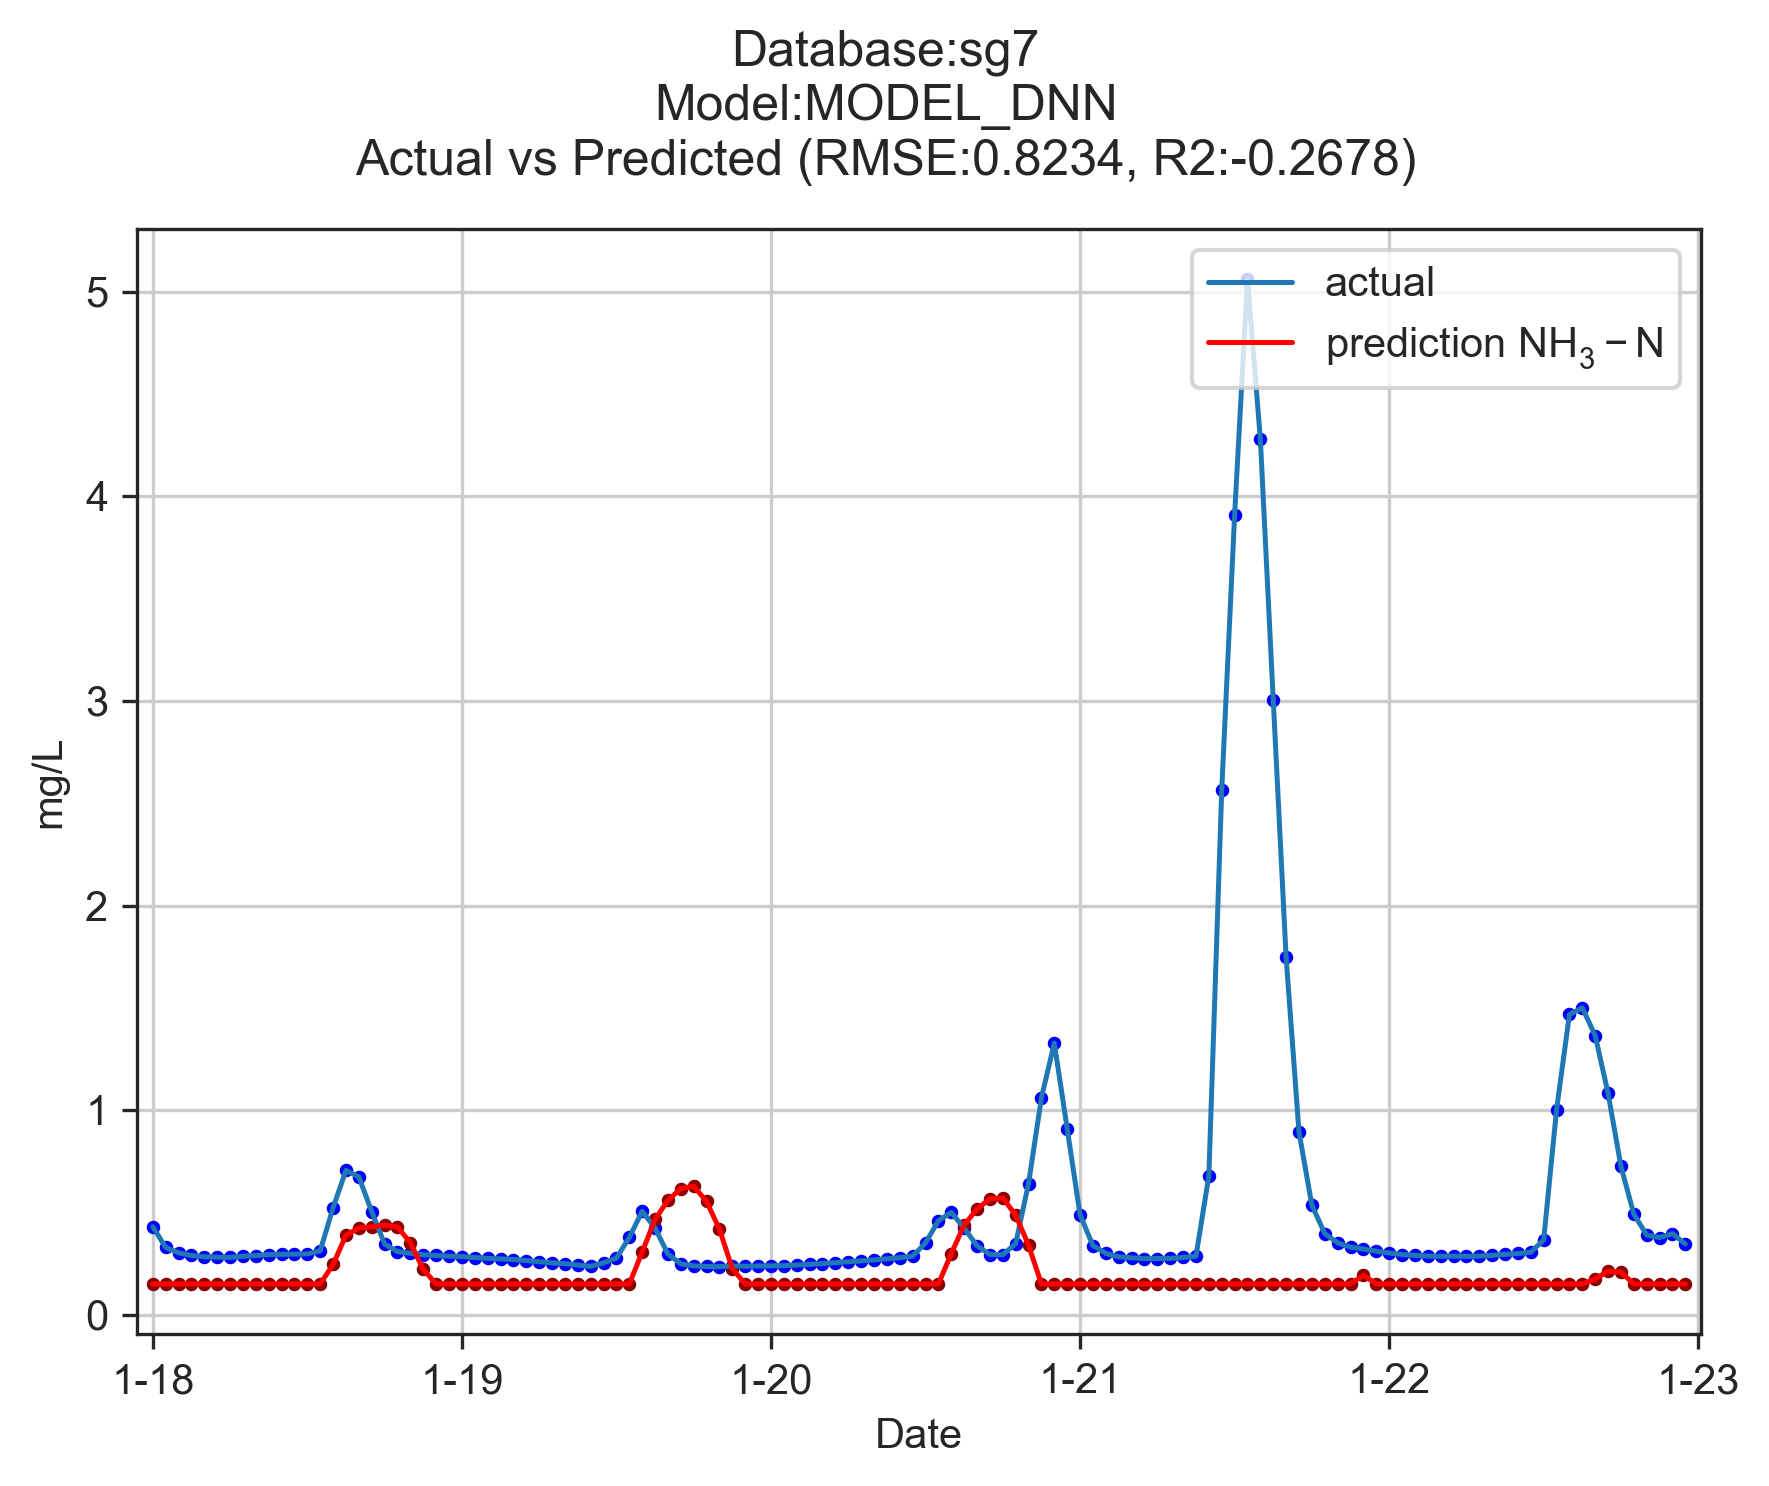 Database:sg7
Model:MODEL_DNN
Actual vs Predicted (RMSE:0.8234, R2:-0.2678)
actual
prediction NH₃ − N
5
4
3
2
1
0
mg/L
1-18 1-19 1-20 1-21 1-22 1-23
Date